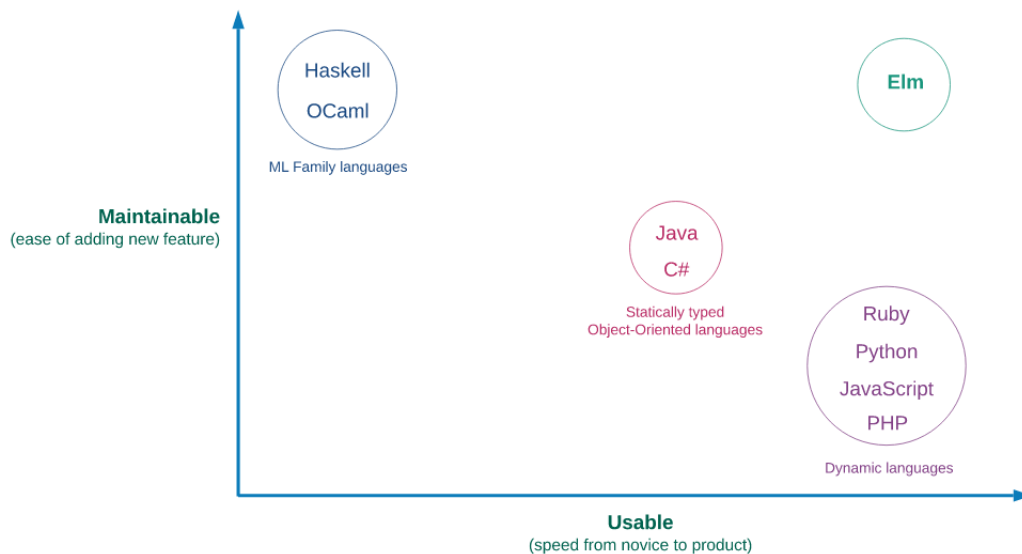 Haskell
OCaml
ML Family languages
Elm
Maintainable
(ease of adding new feature)
Java
C#
Statically typed
Object-Oriented languages
Ruby
Python
JavaScript
PHP
Dynamic languages
Usable
(speed from novice to product)